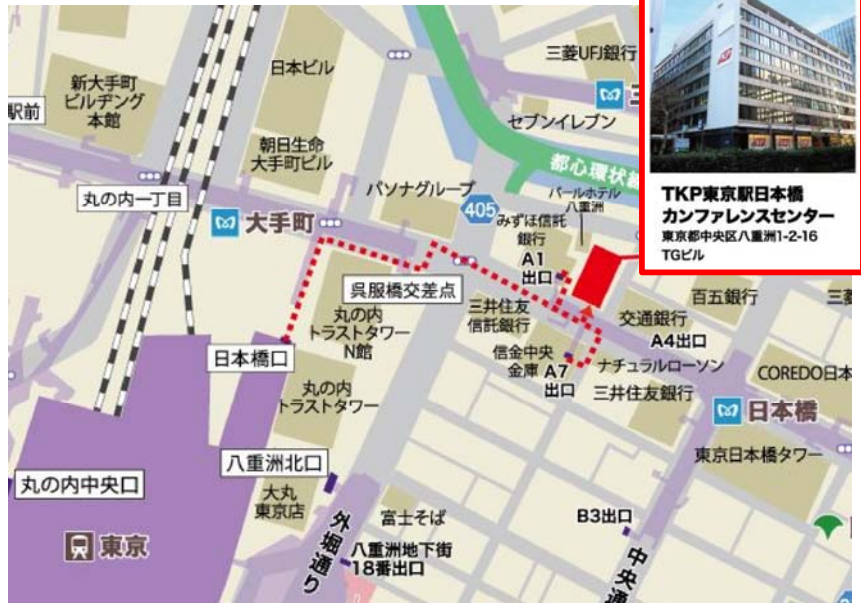 日本ビル
新大手町
ビルヂング
本館
駅前
朝日生命
大手町ビル
丸の内一丁目
大手町
パソナグループ
三菱UFJ銀行
セブンイレブン
都心環状線
405
パールホテル
八重洲
みずほ信託
銀行
A1
出口
呉服橋交差点
丸の内
トラストタワー
N館
日本橋口
丸の内
トラストタワー
三井住友
信託銀行
信金中央
金庫
A7
出口
交通銀行
A4出口
ナチュラルローソン
三井住友銀行
百五銀行
COREDO日本
日本橋
東京日本橋タワー
八重洲北口
丸の内中央口
大丸
東京店
東京
外堀通り
富士そば
八重洲地下街
18番出口
B3出口
中央通
TKP
TKP東京駅日本橋
カンファレンスセンター
東京都中央区八重洲1-2-16
TGビル